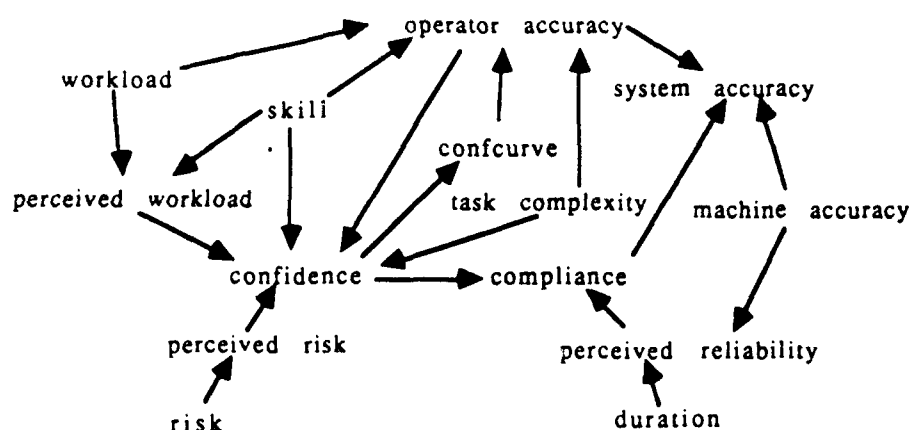 operator accuracy
workload
system accuracy
skill
confcurve
perceived workload
task complexity
machine accuracy
confidence
compliance
perceived risk
perceived reliability
risk
duration